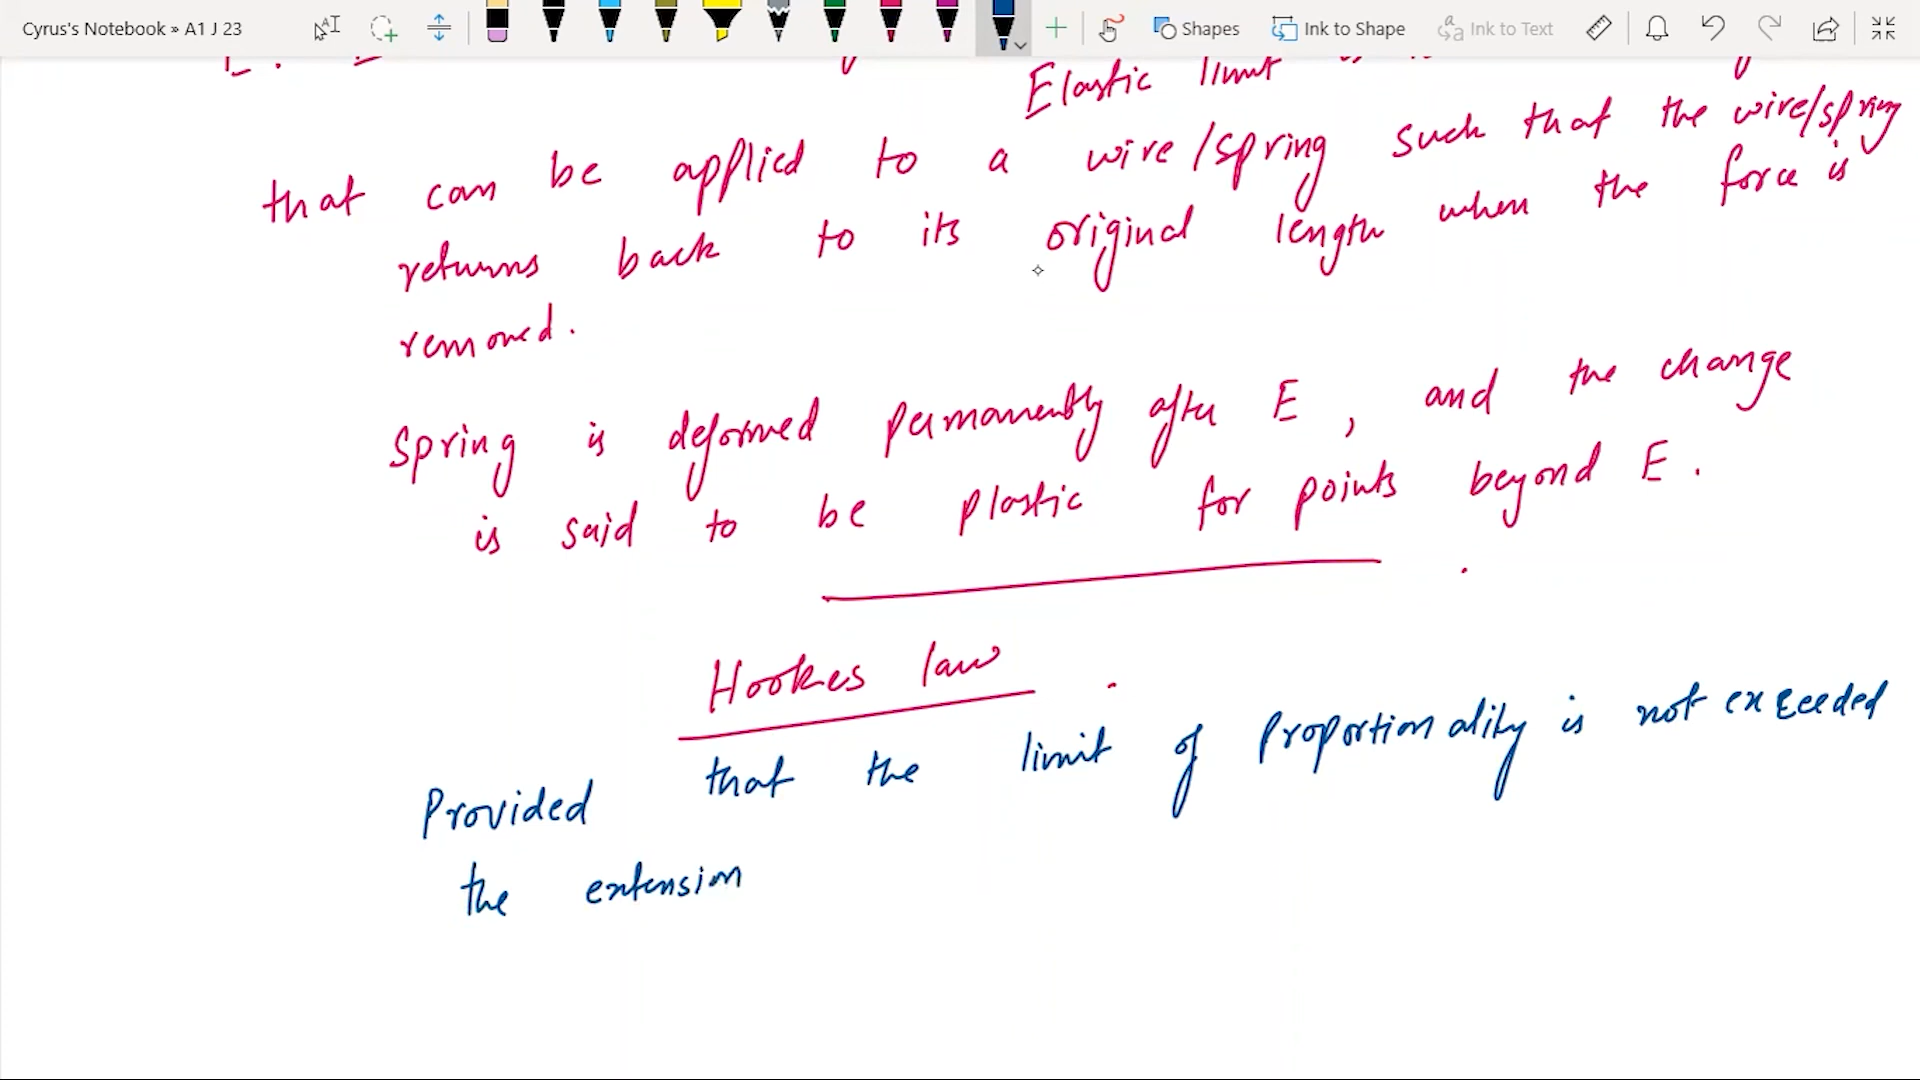 Cyrus's Notebook » A1 J 23
Shapes
Ink to Shape
Ink to Text
Elastic limit
that can be applied to a wire/spring such that the wire/spring
returns back to its original length when the force is
removed.
Spring is deformed permanently after E, and the change
is said to be plastic for points beyond E.
Hookes law
Provided that the limit of proportionality is not exceeded
the extension